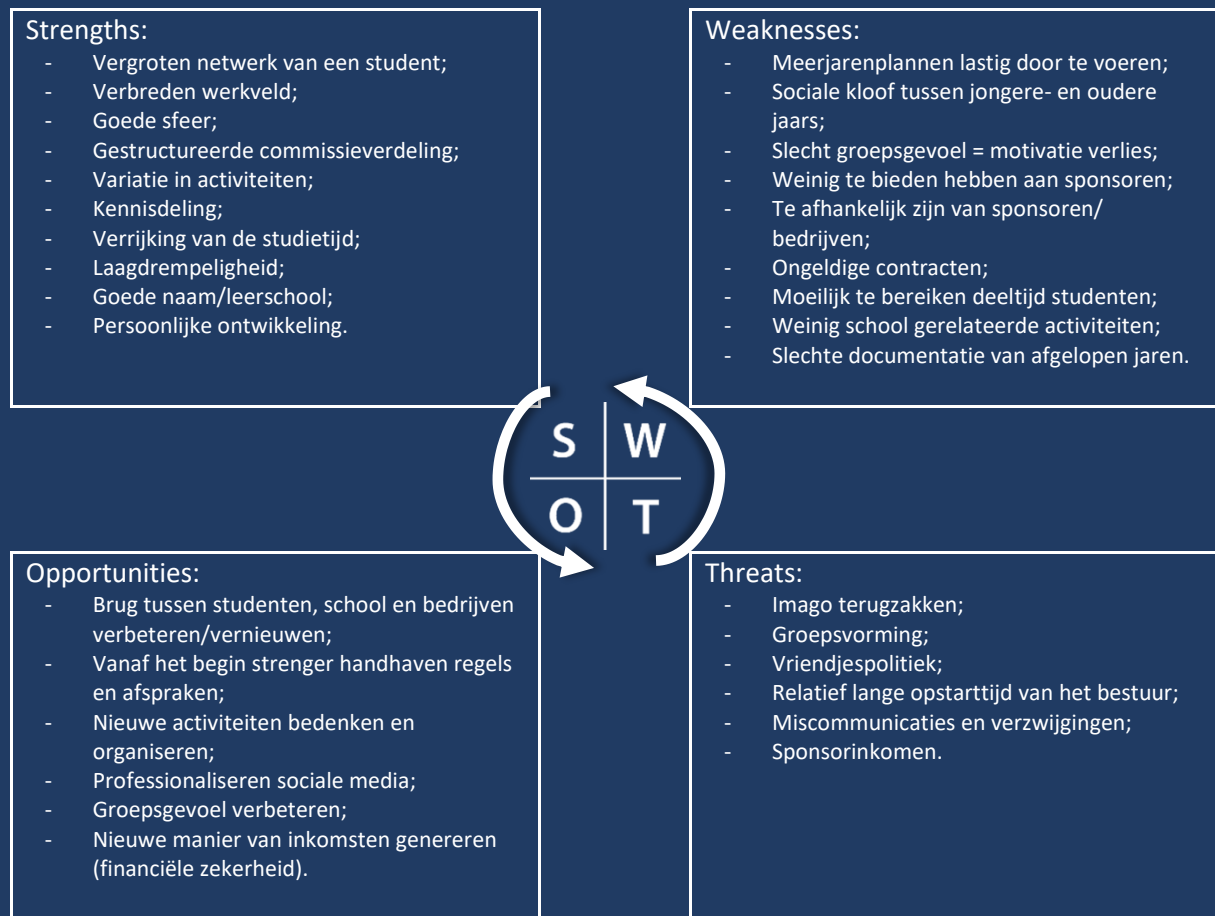 Strengths:
- Vergroten netwerk van een student;
- Verbreden werkveld;
- Goede sfeer;
- Gestructureerde commissieverdeling;
- Variatie in activiteiten;
- Kennisdeling;
- Verrijking van de studietijd;
- Laagdrempeligheid;
- Goede naam/leerschool;
- Persoonlijke ontwikkeling.
Weaknesses:
- Meerjarenplannen lastig door te voeren;
- Sociale kloof tussen jongere- en oudere
jaars;
- Slecht groepsgevoel = motivatie verlies;
- Weinig te bieden hebben aan sponsoren;
- Te afhankelijk zijn van sponsoren/
bedrijven;
- Ongeldige contracten;
- Moeilijk te bereiken deeltijd studenten;
- Weinig school gerelateerde activiteiten;
- Slechte documentatie van afgelopen jaren.
S W
O T
Opportunities:
- Brug tussen studenten, school en bedrijven
verbeteren/vernieuwen;
- Vanaf het begin strenger handhaven regels
en afspraken;
- Nieuwe activiteiten bedenken en
organiseren;
- Professionaliseren sociale media;
- Groepsgevoel verbeteren;
- Nieuwe manier van inkomsten genereren
(financiële zekerheid).
Threats:
- Imago terugzakken;
- Groepsvorming;
- Vriendjespolitiek;
- Relatief lange opstarttijd van het bestuur;
- Miscommunicaties en verzwijgingen;
- Sponsorinkomen.